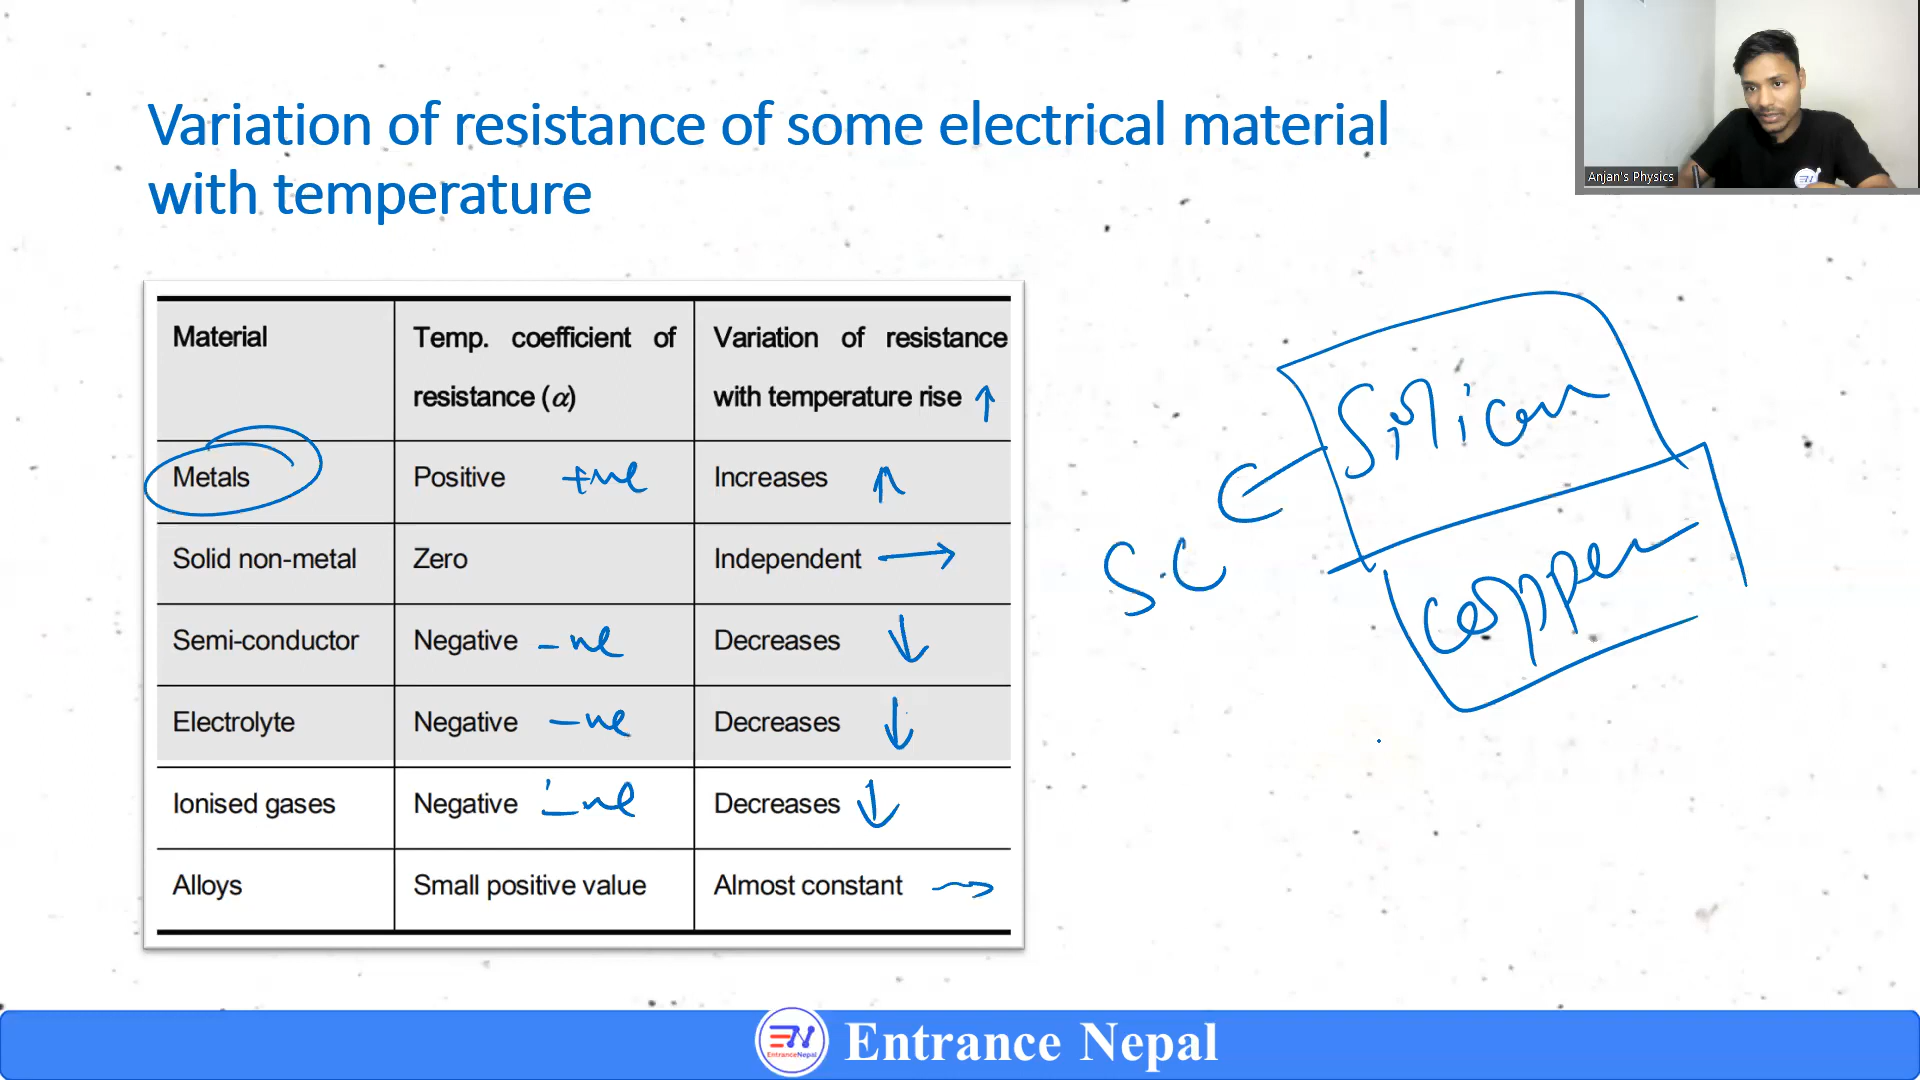 Anjan's Physics
Variation of resistance of some electrical material
with temperature
Material
Temp. coefficient of
resistance (α)
Variation of resistance
with temperature rise ↑
Metals Positive +ve Increases ↑
Solid non-metal Zero Independent →
Semi-conductor Negative -ve Decreases ↓
Electrolyte Negative -ve Decreases ↓
Ionised gases Negative -ve Decreases ↓
Alloys Small positive value Almost constant →
Silicon
S.C
copper
EN
EntranceNepal
Entrance Nepal